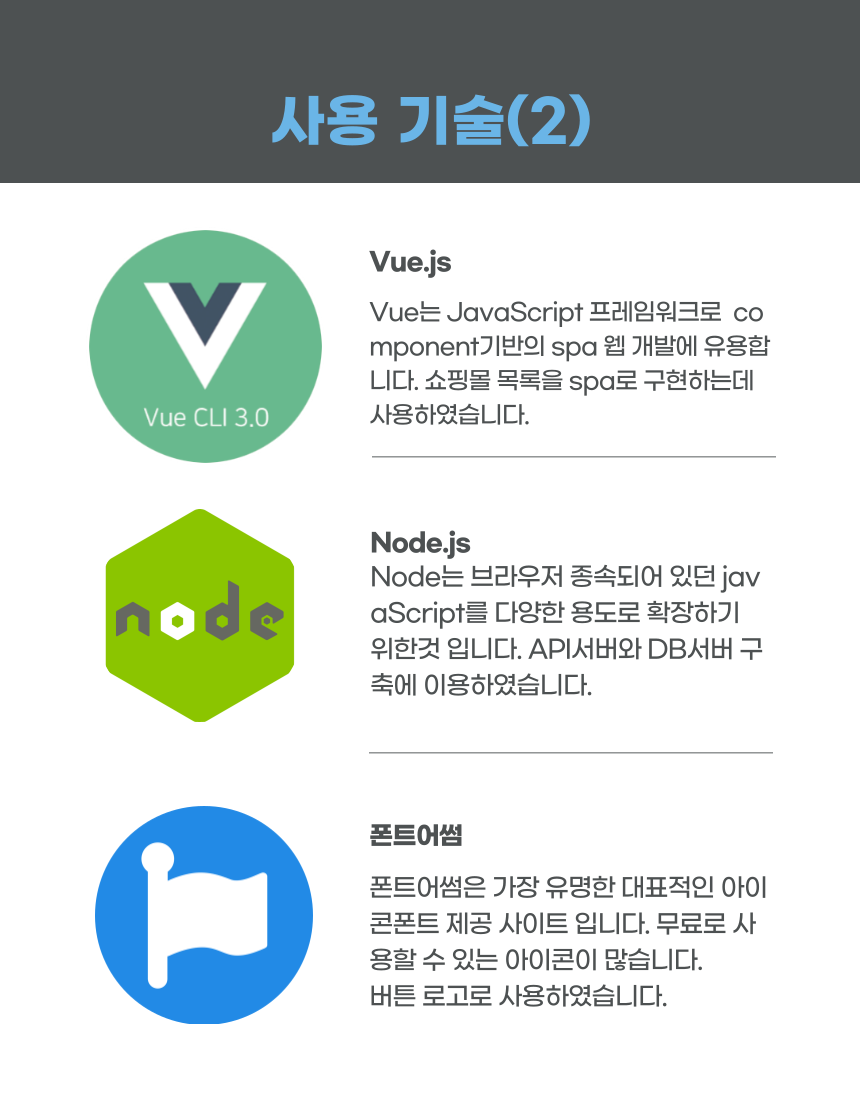 사용 기술(2)
Vue CLI 3.0
Vue.js
Vue는 JavaScript 프레임워크로 co
mponent기반의 spa 웹 개발에 유용합
니다. 쇼핑몰 목록을 spa로 구현하는데
사용하였습니다.
node
Node.js
Node는 브라우저 종속되어 있던 jav
aScript를 다양한 용도로 확장하기
위한것 입니다. API서버와 DB서버 구
축에 이용하였습니다.
폰트어썸
폰트어썸은 가장 유명한 대표적인 아이
콘폰트 제공 사이트 입니다. 무료로 사
용할 수 있는 아이콘이 많습니다.
버튼 로고로 사용하였습니다.